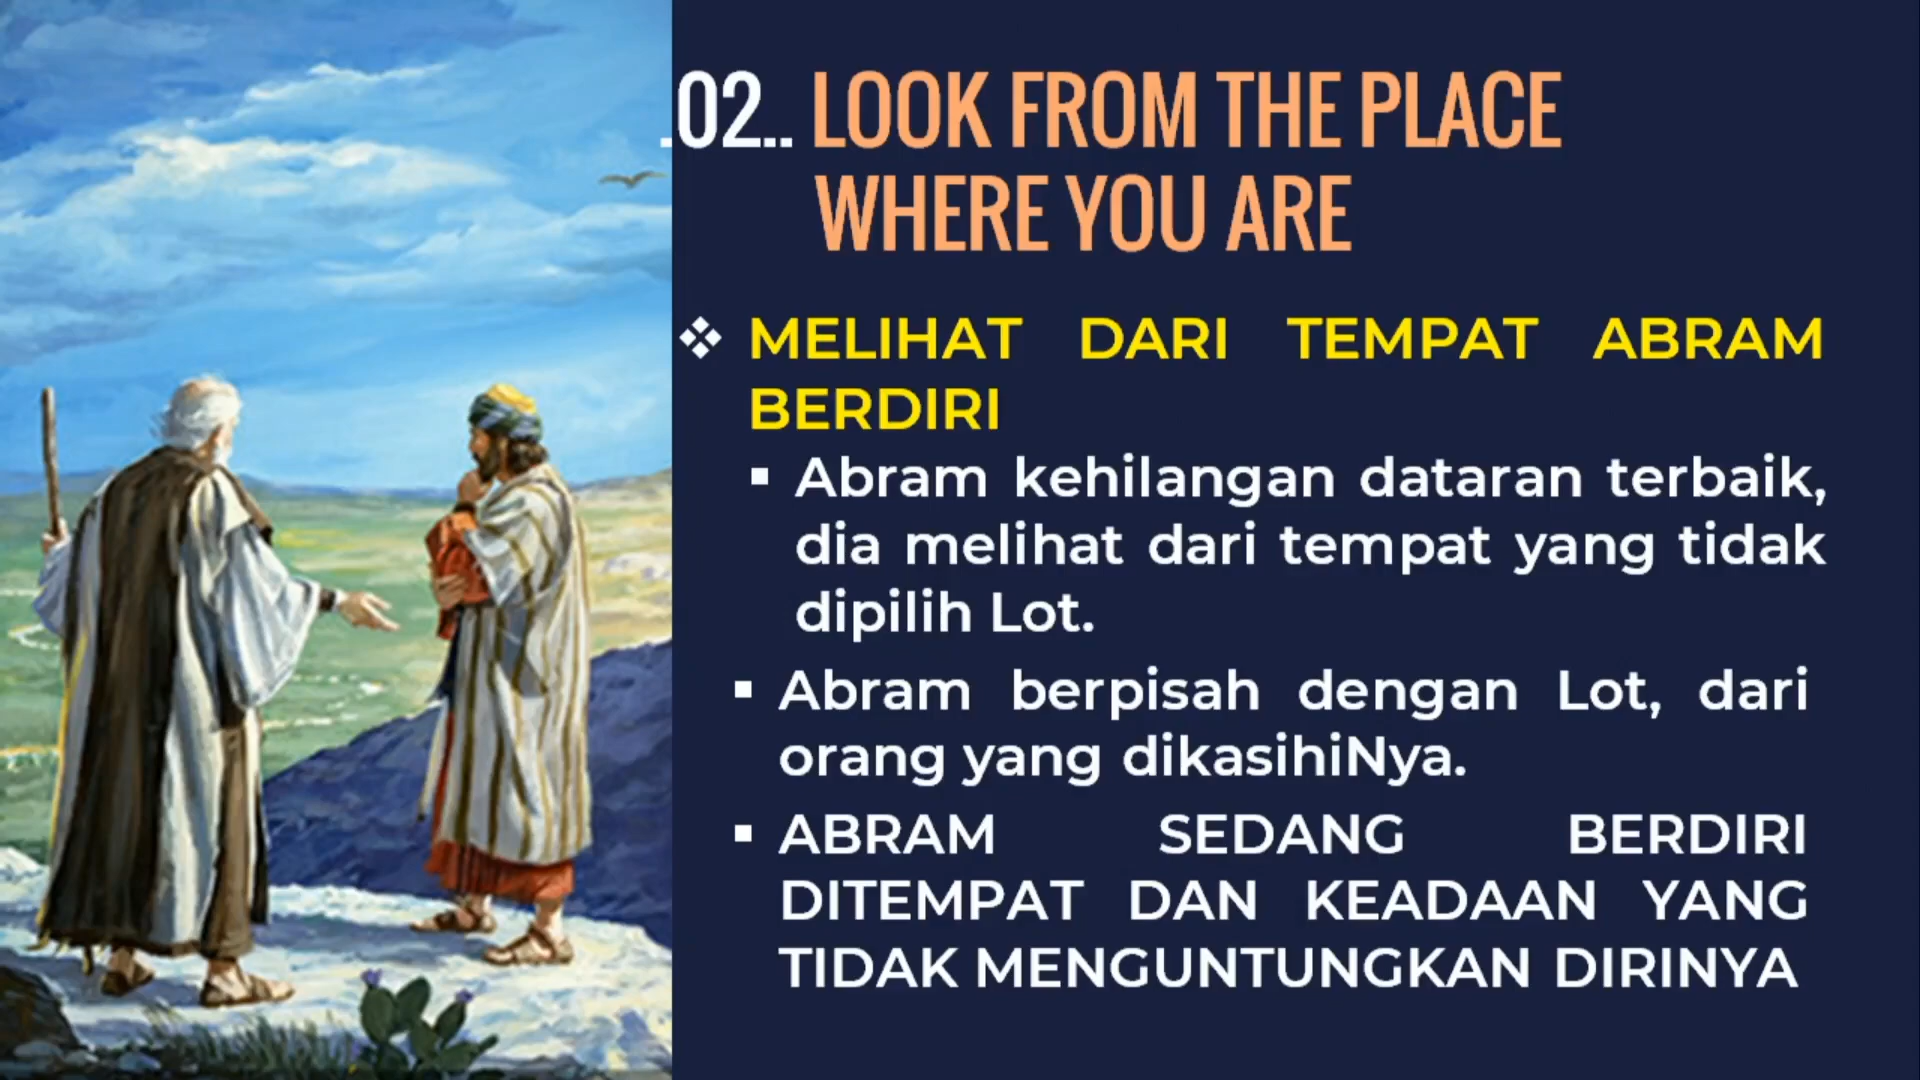 .02.. LOOK FROM THE PLACE
WHERE YOU ARE
❖ MELIHAT DARI TEMPAT ABRAM
BERDIRI
▪ Abram kehilangan dataran terbaik,
dia melihat dari tempat yang tidak
dipilih Lot.
▪ Abram berpisah dengan Lot, dari
orang yang dikasihiNya.
▪ ABRAM SEDANG BERDIRI
DITEMPAT DAN KEADAAN YANG
TIDAK MENGUNTUNGKAN DIRINYA